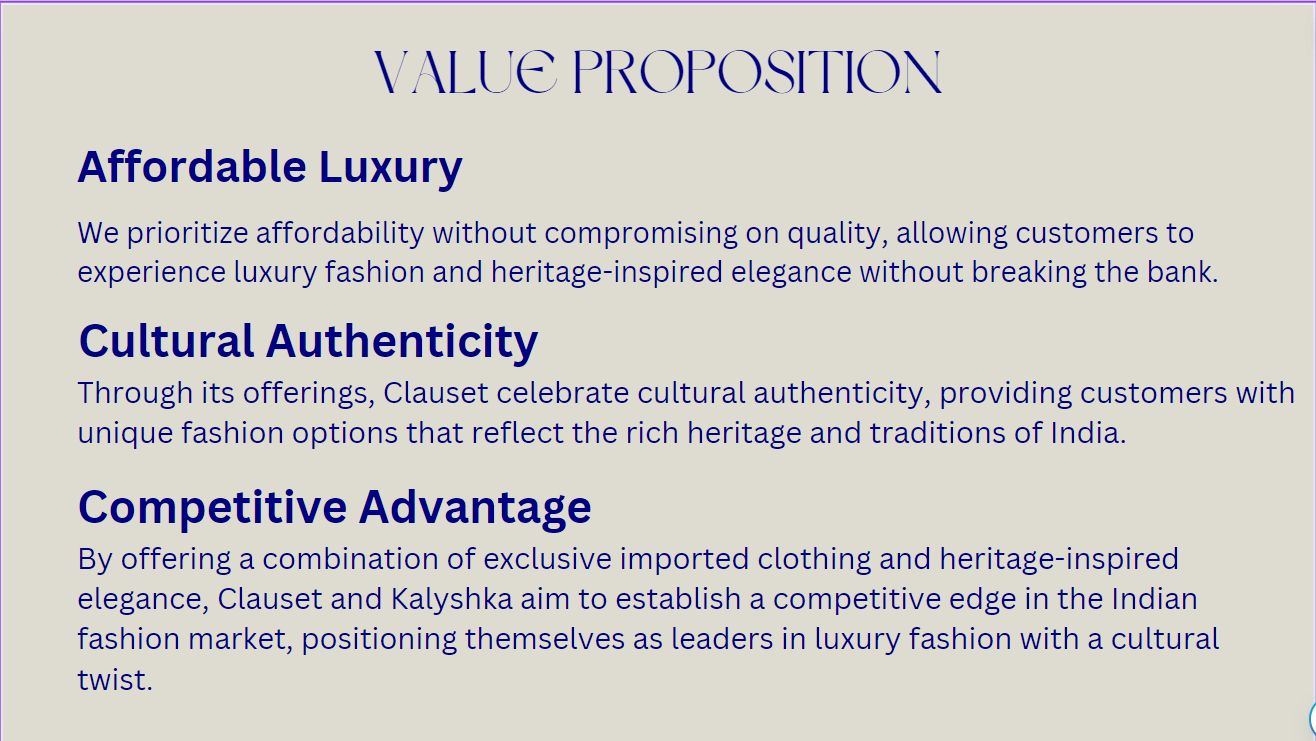 VALUE PROPOSITION
Affordable Luxury
We prioritize affordability without compromising on quality, allowing customers to
experience luxury fashion and heritage-inspired elegance without breaking the bank.
Cultural Authenticity
Through its offerings, Clauset celebrate cultural authenticity, providing customers with
unique fashion options that reflect the rich heritage and traditions of India.
Competitive Advantage
By offering a combination of exclusive imported clothing and heritage-inspired
elegance, Clauset and Kalyshka aim to establish a competitive edge in the Indian
fashion market, positioning themselves as leaders in luxury fashion with a cultural
twist.